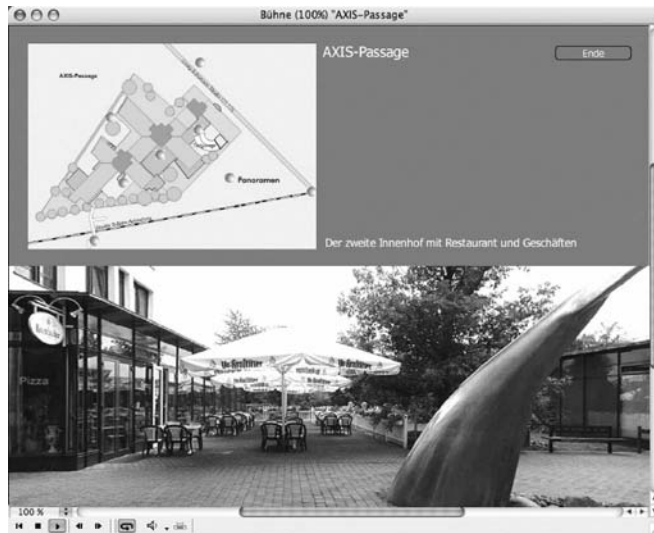 Bühne (100%) "AXIS-Passage"
AXIS-Passage
Panoramen
AXIS-Passage
Ende
Der zweite Innenhof mit Restaurant und Geschäften
Pizza
100 %